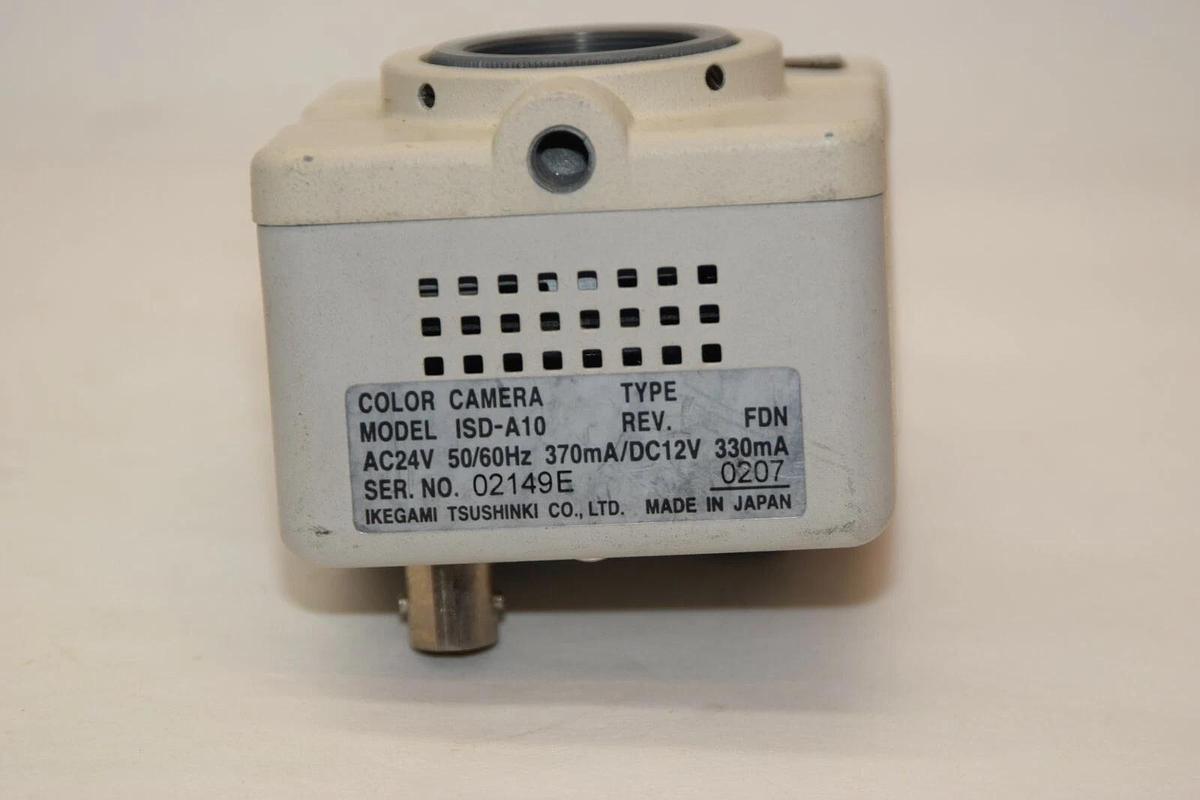 COLOR CAMERA TYPE
MODEL ISD-A10 REV. FDN
AC24V 50/60Hz 370mA/DC12V 330mA
SER. NO. 02149E 0207
IKEGAMI TSUSHINKI CO., LTD. MADE IN JAPAN